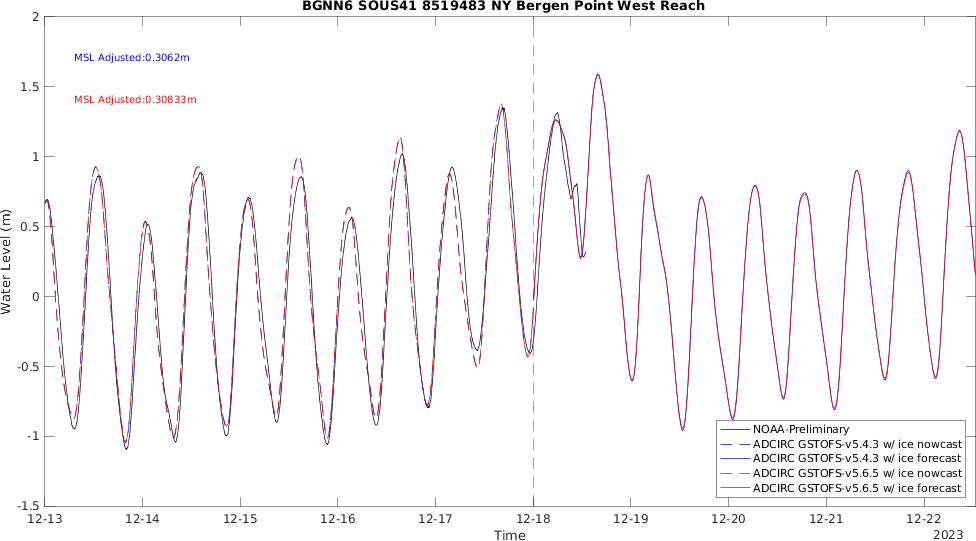 BGNN6 SOUS41 8519483 NY Bergen Point West Reach
MSL Adjusted:0.3062m
MSL Adjusted:0.30833m
Water Level (m)
2
1.5
1
0.5
0
-0.5
-1
-1.5
NOAA-Preliminary
ADCIRC GSTOFS-v5.4.3 w/ ice nowcast
ADCIRC GSTOFS-v5.4.3 w/ ice forecast
ADCIRC GSTOFS-v5.6.5 w/ ice nowcast
ADCIRC GSTOFS-v5.6.5 w/ ice forecast
12-13 12-14 12-15 12-16 12-17 12-18 12-19 12-20 12-21 12-22
Time
2023